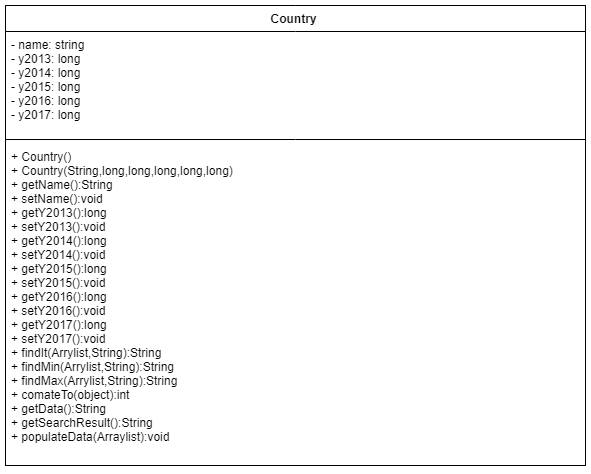 Country
- name: string
- y2013: long
- y2014: long
- y2015: long
- y2016: long
- y2017: long
+ Country()
+ Country(String,long,long,long,long,long)
+ getName():String
+ setName():void
+ getY2013():long
+ setY2013():void
+ getY2014():long
+ setY2014():void
+ getY2015():long
+ setY2015():void
+ getY2016():long
+ setY2016():void
+ getY2017():long
+ setY2017():void
+ findIt(Arrylist,String):String
+ findMin(Arraylist,String):String
+ findMax(Arraylist,String):String
+ comateTo(object):int
+ getData():String
+ getSearchResult():String
+ populateData(Arraylist):void